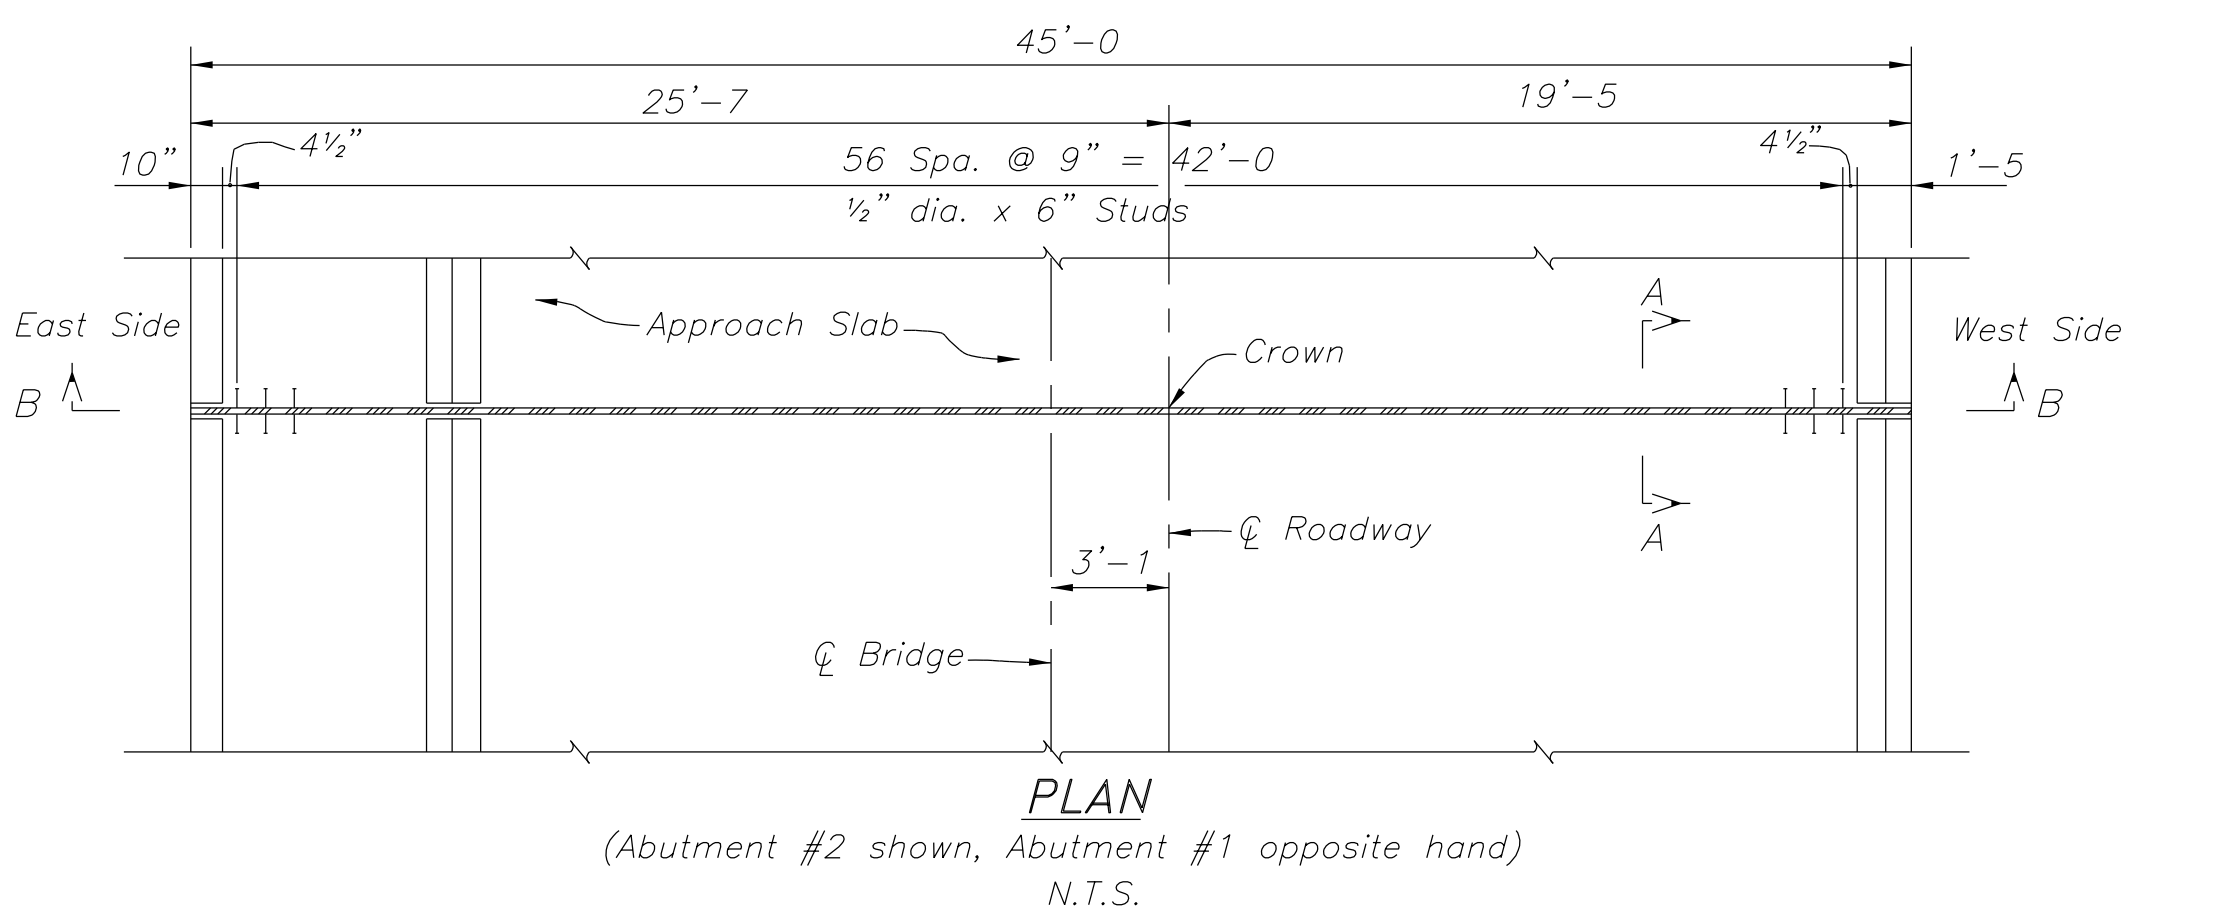 45'-0
25'-7
19'-5
10"
4½"
56 Spa. @ 9" = 42'-0
4½"
1'-5
½" dia. x 6" Studs
A
East Side
Approach Slab
West Side
Crown
B
B
℄ Roadway
A
3'-1
℄ Bridge
PLAN
(Abutment #2 shown, Abutment #1 opposite hand)
N.T.S.